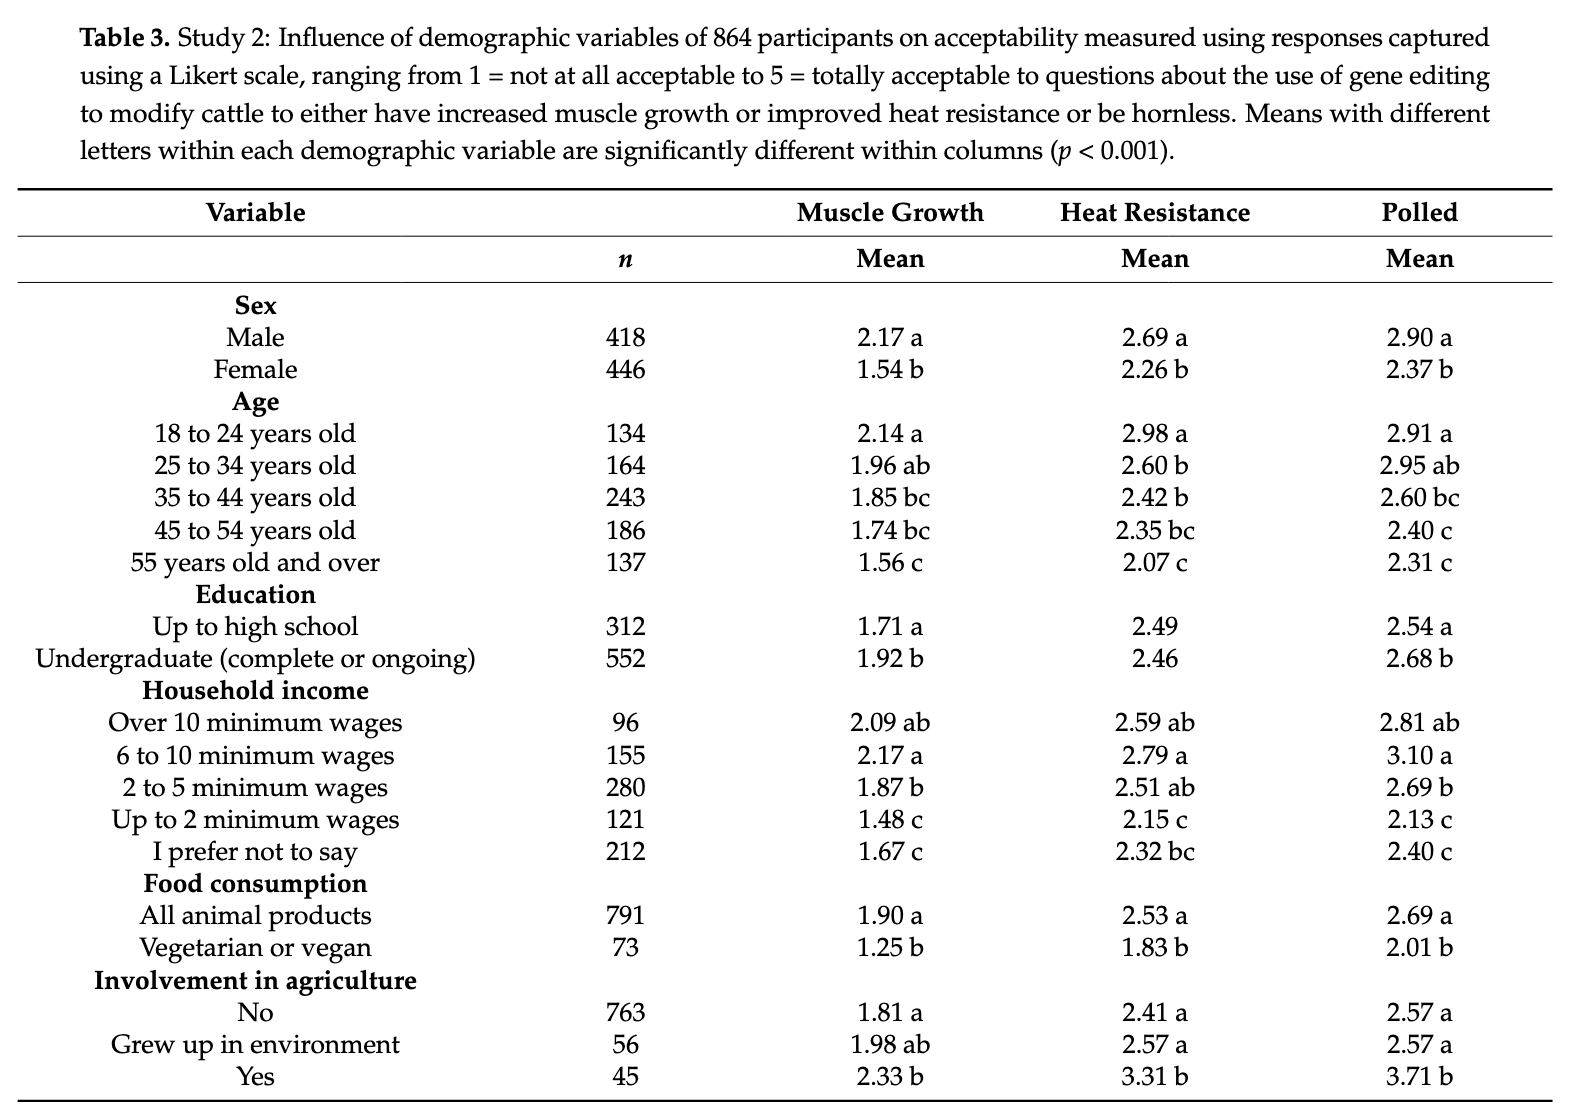 Table 3. Study 2: Influence of demographic variables of 864 participants on acceptability measured using responses captured
using a Likert scale, ranging from 1 = not at all acceptable to 5 = totally acceptable to questions about the use of gene editing
to modify cattle to either have increased muscle growth or improved heat resistance or be hornless. Means with different
letters within each demographic variable are significantly different within columns (p < 0.001).
Variable Muscle Growth Heat Resistance Polled
n Mean Mean Mean
Sex
Male 418 2.17 a 2.69 a 2.90 a
Female 446 1.54 b 2.26 b 2.37 b
Age
18 to 24 years old 134 2.14 a 2.98 a 2.91 a
25 to 34 years old 164 1.96 ab 2.60 b 2.95 ab
35 to 44 years old 243 1.85 bc 2.42 b 2.60 bc
45 to 54 years old 186 1.74 bc 2.35 bc 2.40 c
55 years old and over 137 1.56 c 2.07 c 2.31 c
Education
Up to high school 312 1.71 a 2.49 2.54 a
Undergraduate (complete or ongoing) 552 1.92 b 2.46 2.68 b
Household income
Over 10 minimum wages 96 2.09 ab 2.59 ab 2.81 ab
6 to 10 minimum wages 155 2.17 a 2.79 a 3.10 a
2 to 5 minimum wages 280 1.87 b 2.51 ab 2.69 b
Up to 2 minimum wages 121 1.48 c 2.15 c 2.13 c
I prefer not to say 212 1.67 c 2.32 bc 2.40 c
Food consumption
All animal products 791 1.90 a 2.53 a 2.69 a
Vegetarian or vegan 73 1.25 b 1.83 b 2.01 b
Involvement in agriculture
No 763 1.81 a 2.41 a 2.57 a
Grew up in environment 56 1.98 ab 2.57 a 2.57 a
Yes 45 2.33 b 3.31 b 3.71 b